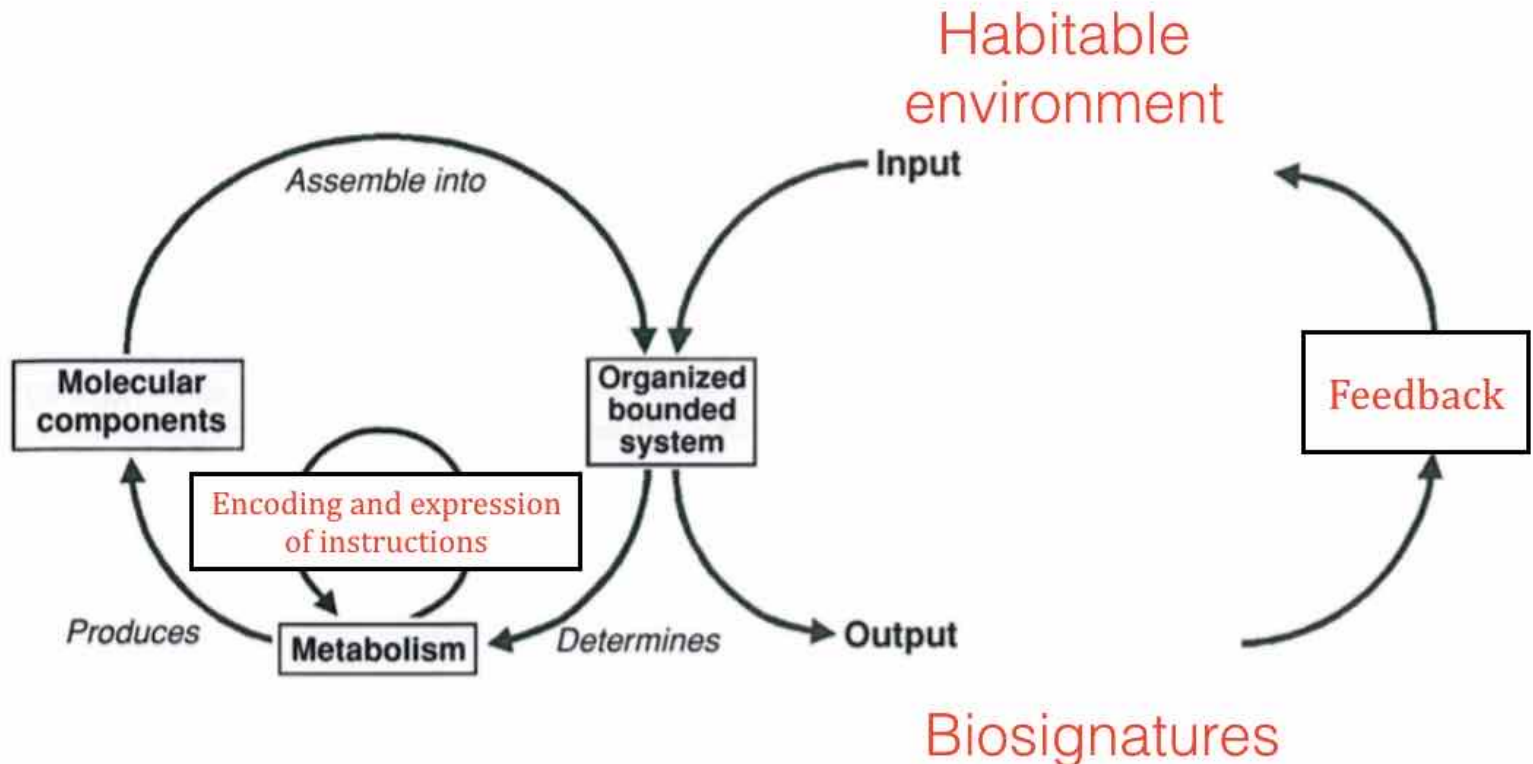 Habitable
environment
Assemble into
Input
Molecular
components
Organized
bounded
system
Feedback
Encoding and expression
of instructions
Produces
Metabolism
Determines
Output
Biosignatures